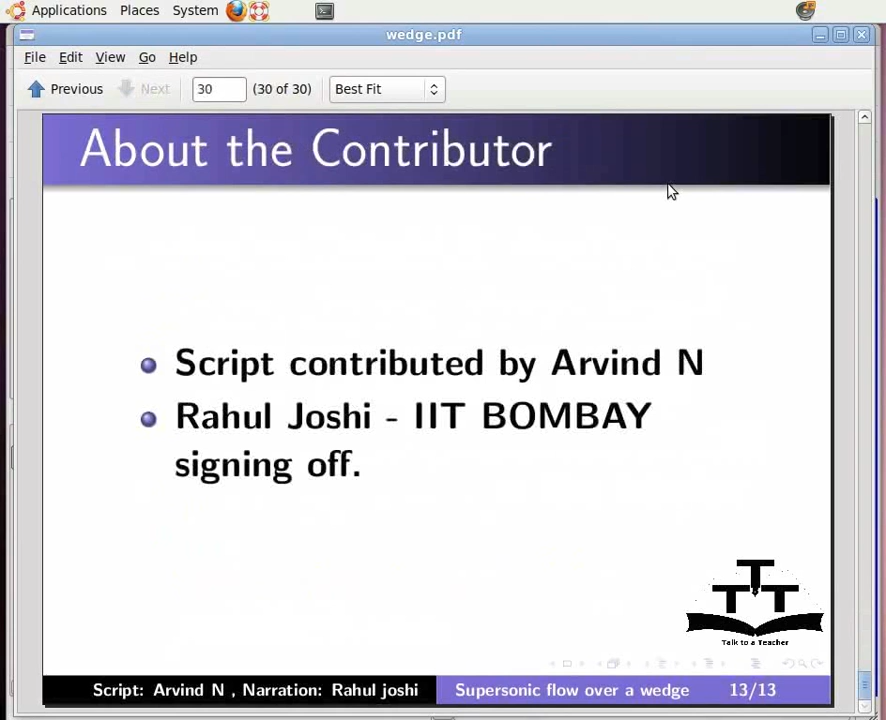 Applications Places System
wedge.pdf
File Edit View Go Help
Previous Next 30 (30 of 30) Best Fit
About the Contributor
Script contributed by Arvind N
Rahul Joshi - IIT BOMBAY
signing off.
T T T
Talk to a Teacher
Script: Arvind N , Narration: Rahul joshi Supersonic flow over a wedge 13/13